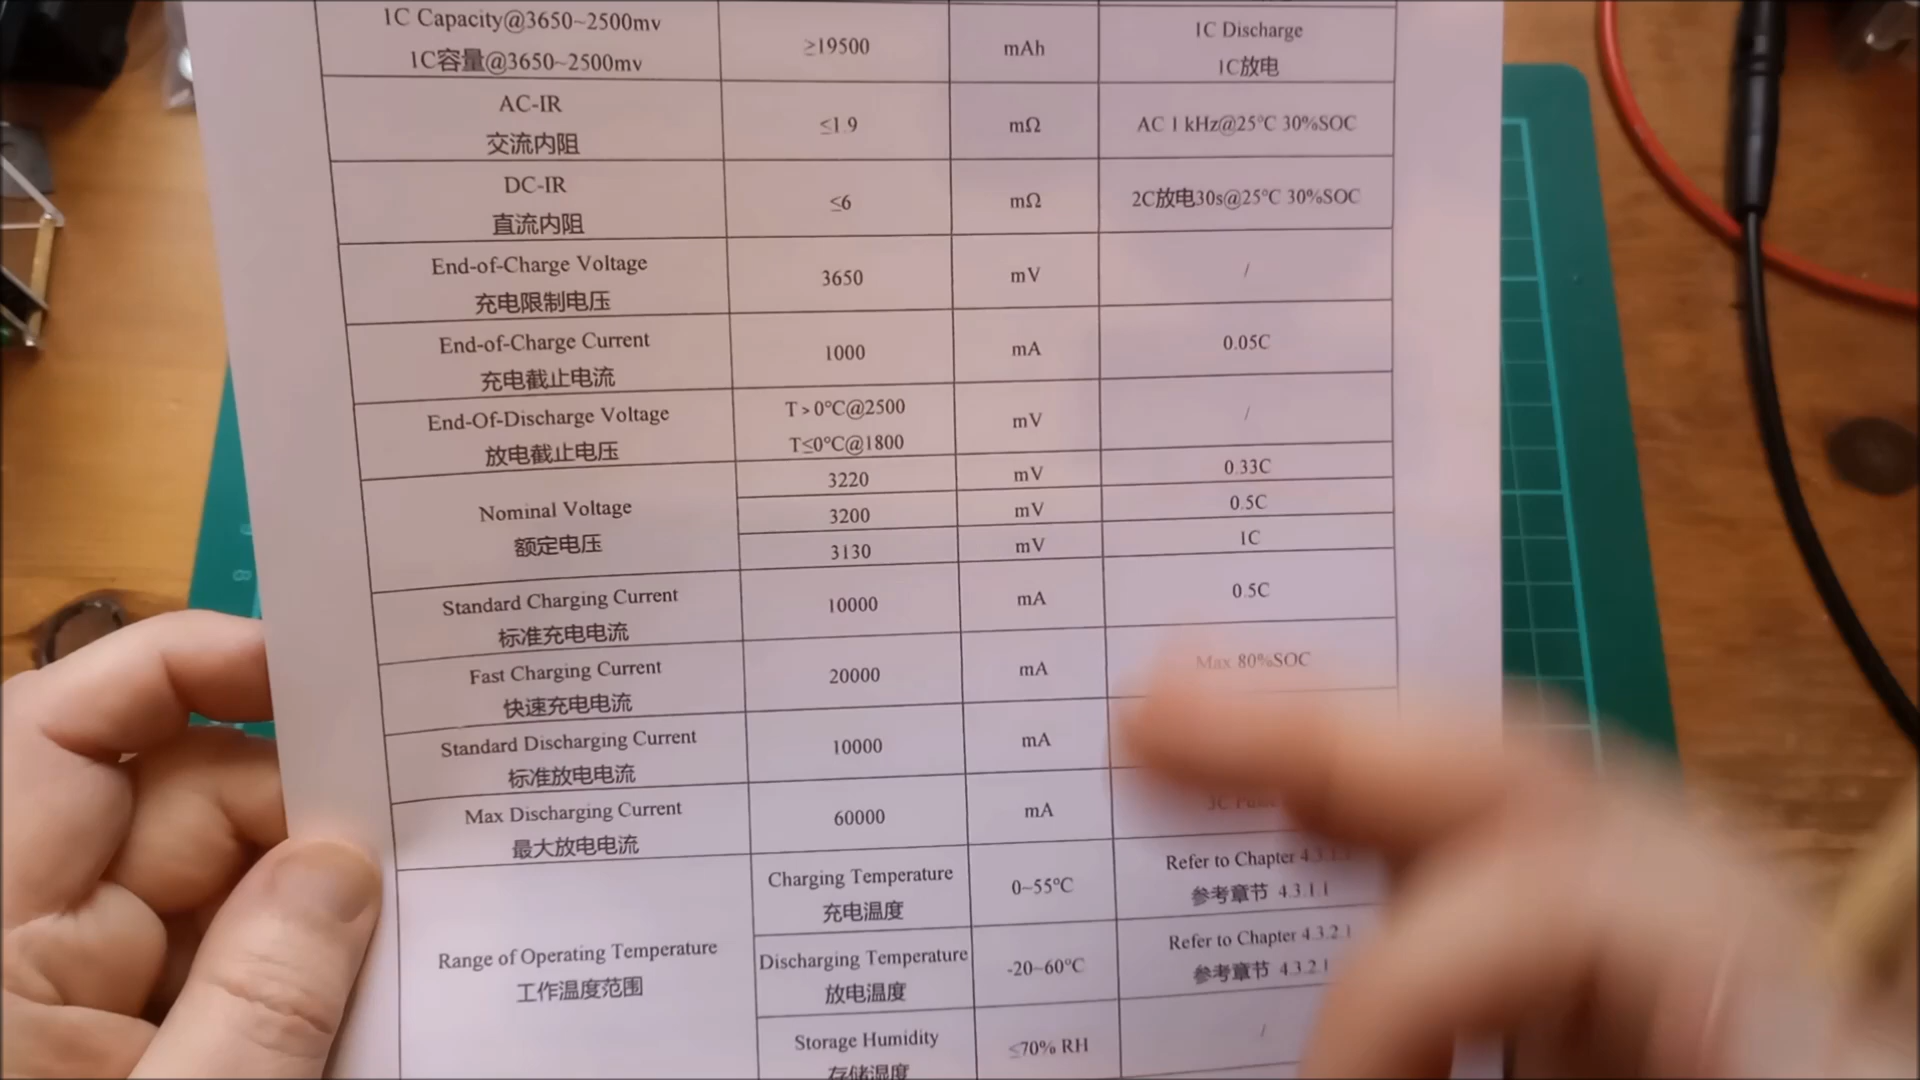 1C Capacity@3650~2500mv
1C容量@3650~2500mv
≥19500
mAh
1C Discharge
1C放电
AC-IR
交流内阻
≤1.9
mΩ
AC 1 kHz@25℃ 30%SOC
DC-IR
直流内阻
≤6
mΩ
2C放电30s@25℃ 30%SOC
End-of-Charge Voltage
充电限制电压
3650
mV
/
End-of-Charge Current
充电截止电流
1000
mA
0.05C
End-Of-Discharge Voltage
放电截止电压
T>0℃@2500
T≤0℃@1800
mV
/
Nominal Voltage
额定电压
3220
mV
0.33C
3200
mV
0.5C
3130
mV
1C
Standard Charging Current
标准充电电流
10000
mA
0.5C
Fast Charging Current
快速充电电流
20000
mA
Max 80%SOC
Standard Discharging Current
标准放电电流
10000
mA
Max Discharging Current
最大放电电流
60000
mA
3C
Range of Operating Temperature
工作温度范围
Charging Temperature
充电温度
0~55℃
Refer to Chapter 4.3.1.1
参考章节 4.3.1.1
Discharging Temperature
放电温度
-20~60℃
Refer to Chapter 4.3.2.1
参考章节 4.3.2.1
Storage Humidity
存储湿度
≤70% RH
/
8